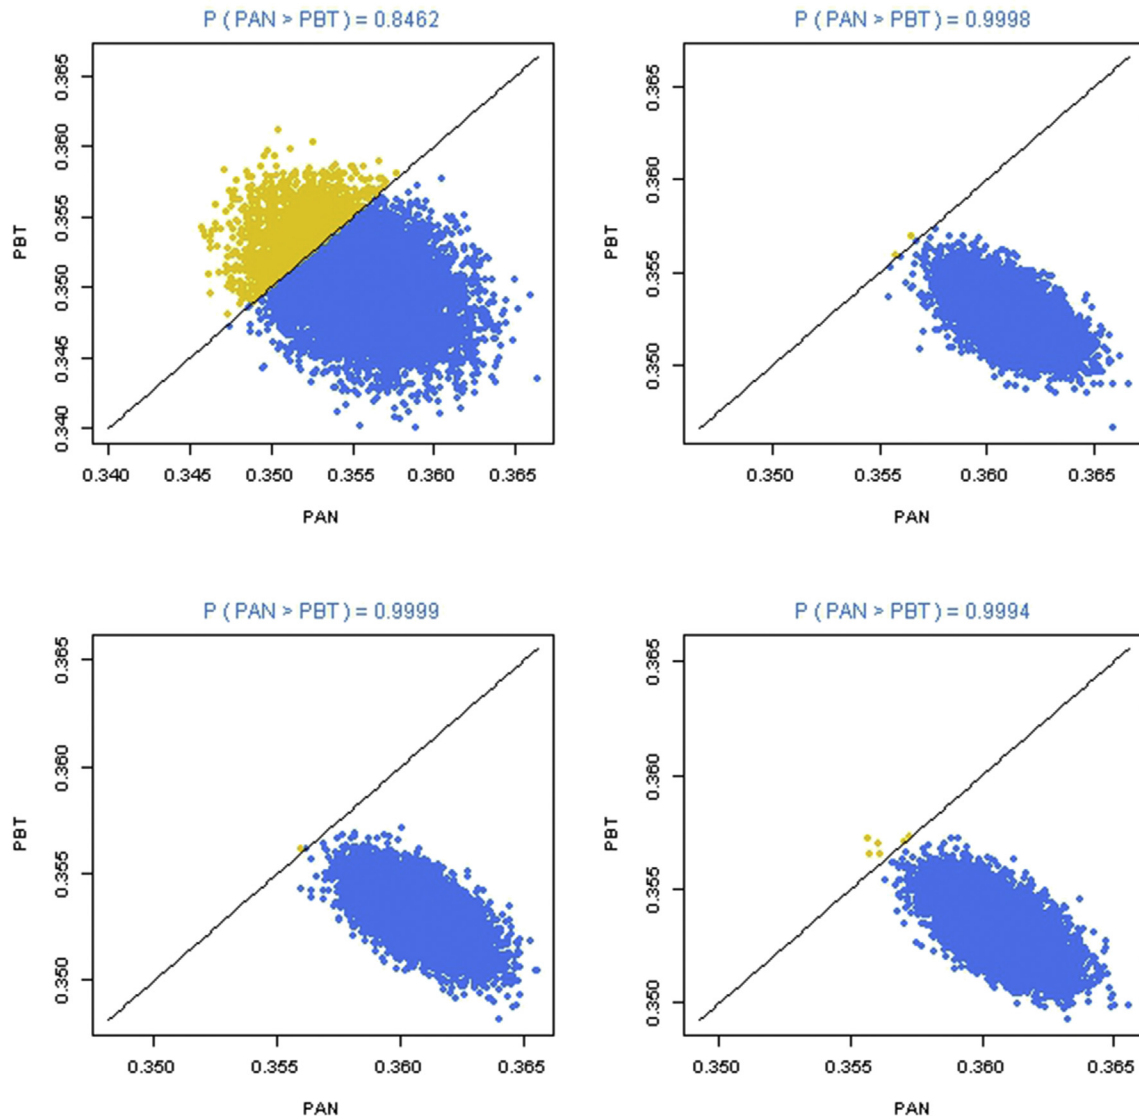 P ( PAN > PBT ) = 0.8462
0.365
0.360
0.355
0.350
0.345
0.340
PBT
0.340 0.345 0.350 0.355 0.360 0.365
PAN
P ( PAN > PBT ) = 0.9998
0.365
0.360
0.355
0.350
PBT
0.350 0.355 0.360 0.365
PAN
P ( PAN > PBT ) = 0.9999
0.365
0.360
0.355
0.350
PBT
0.350 0.355 0.360 0.365
PAN
P ( PAN > PBT ) = 0.9994
0.365
0.360
0.355
0.350
PBT
0.350 0.355 0.360 0.365
PAN